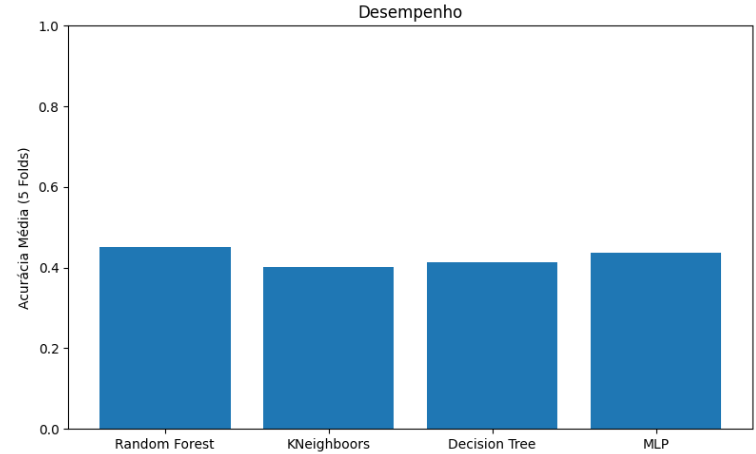 Desempenho
Acurácia Média (5 Folds)
1.0
0.8
0.6
0.4
0.2
0.0
Random Forest
KNeighboors
Decision Tree
MLP